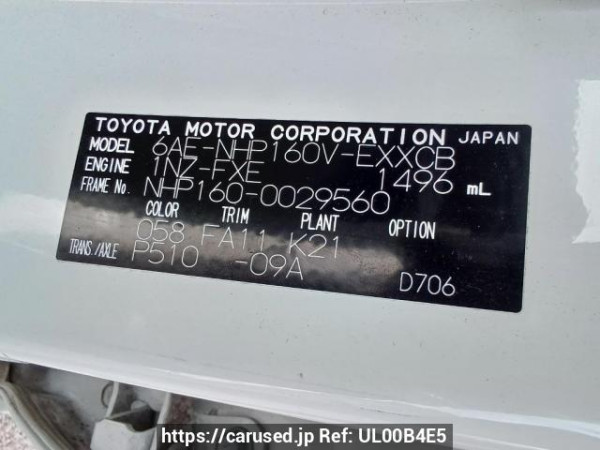 TOYOTA MOTOR CORPORATION JAPAN
MODEL 6AE-NHP160V-EXXCB
ENGINE 1NZ-FXE 1496 mL
FRAME No. NHP160-0029560
COLOR TRIM PLANT OPTION
058 FA11 K21
TRANS./AXLE P510 -09A
D706
https://carused.jp Ref: UL00B4E5